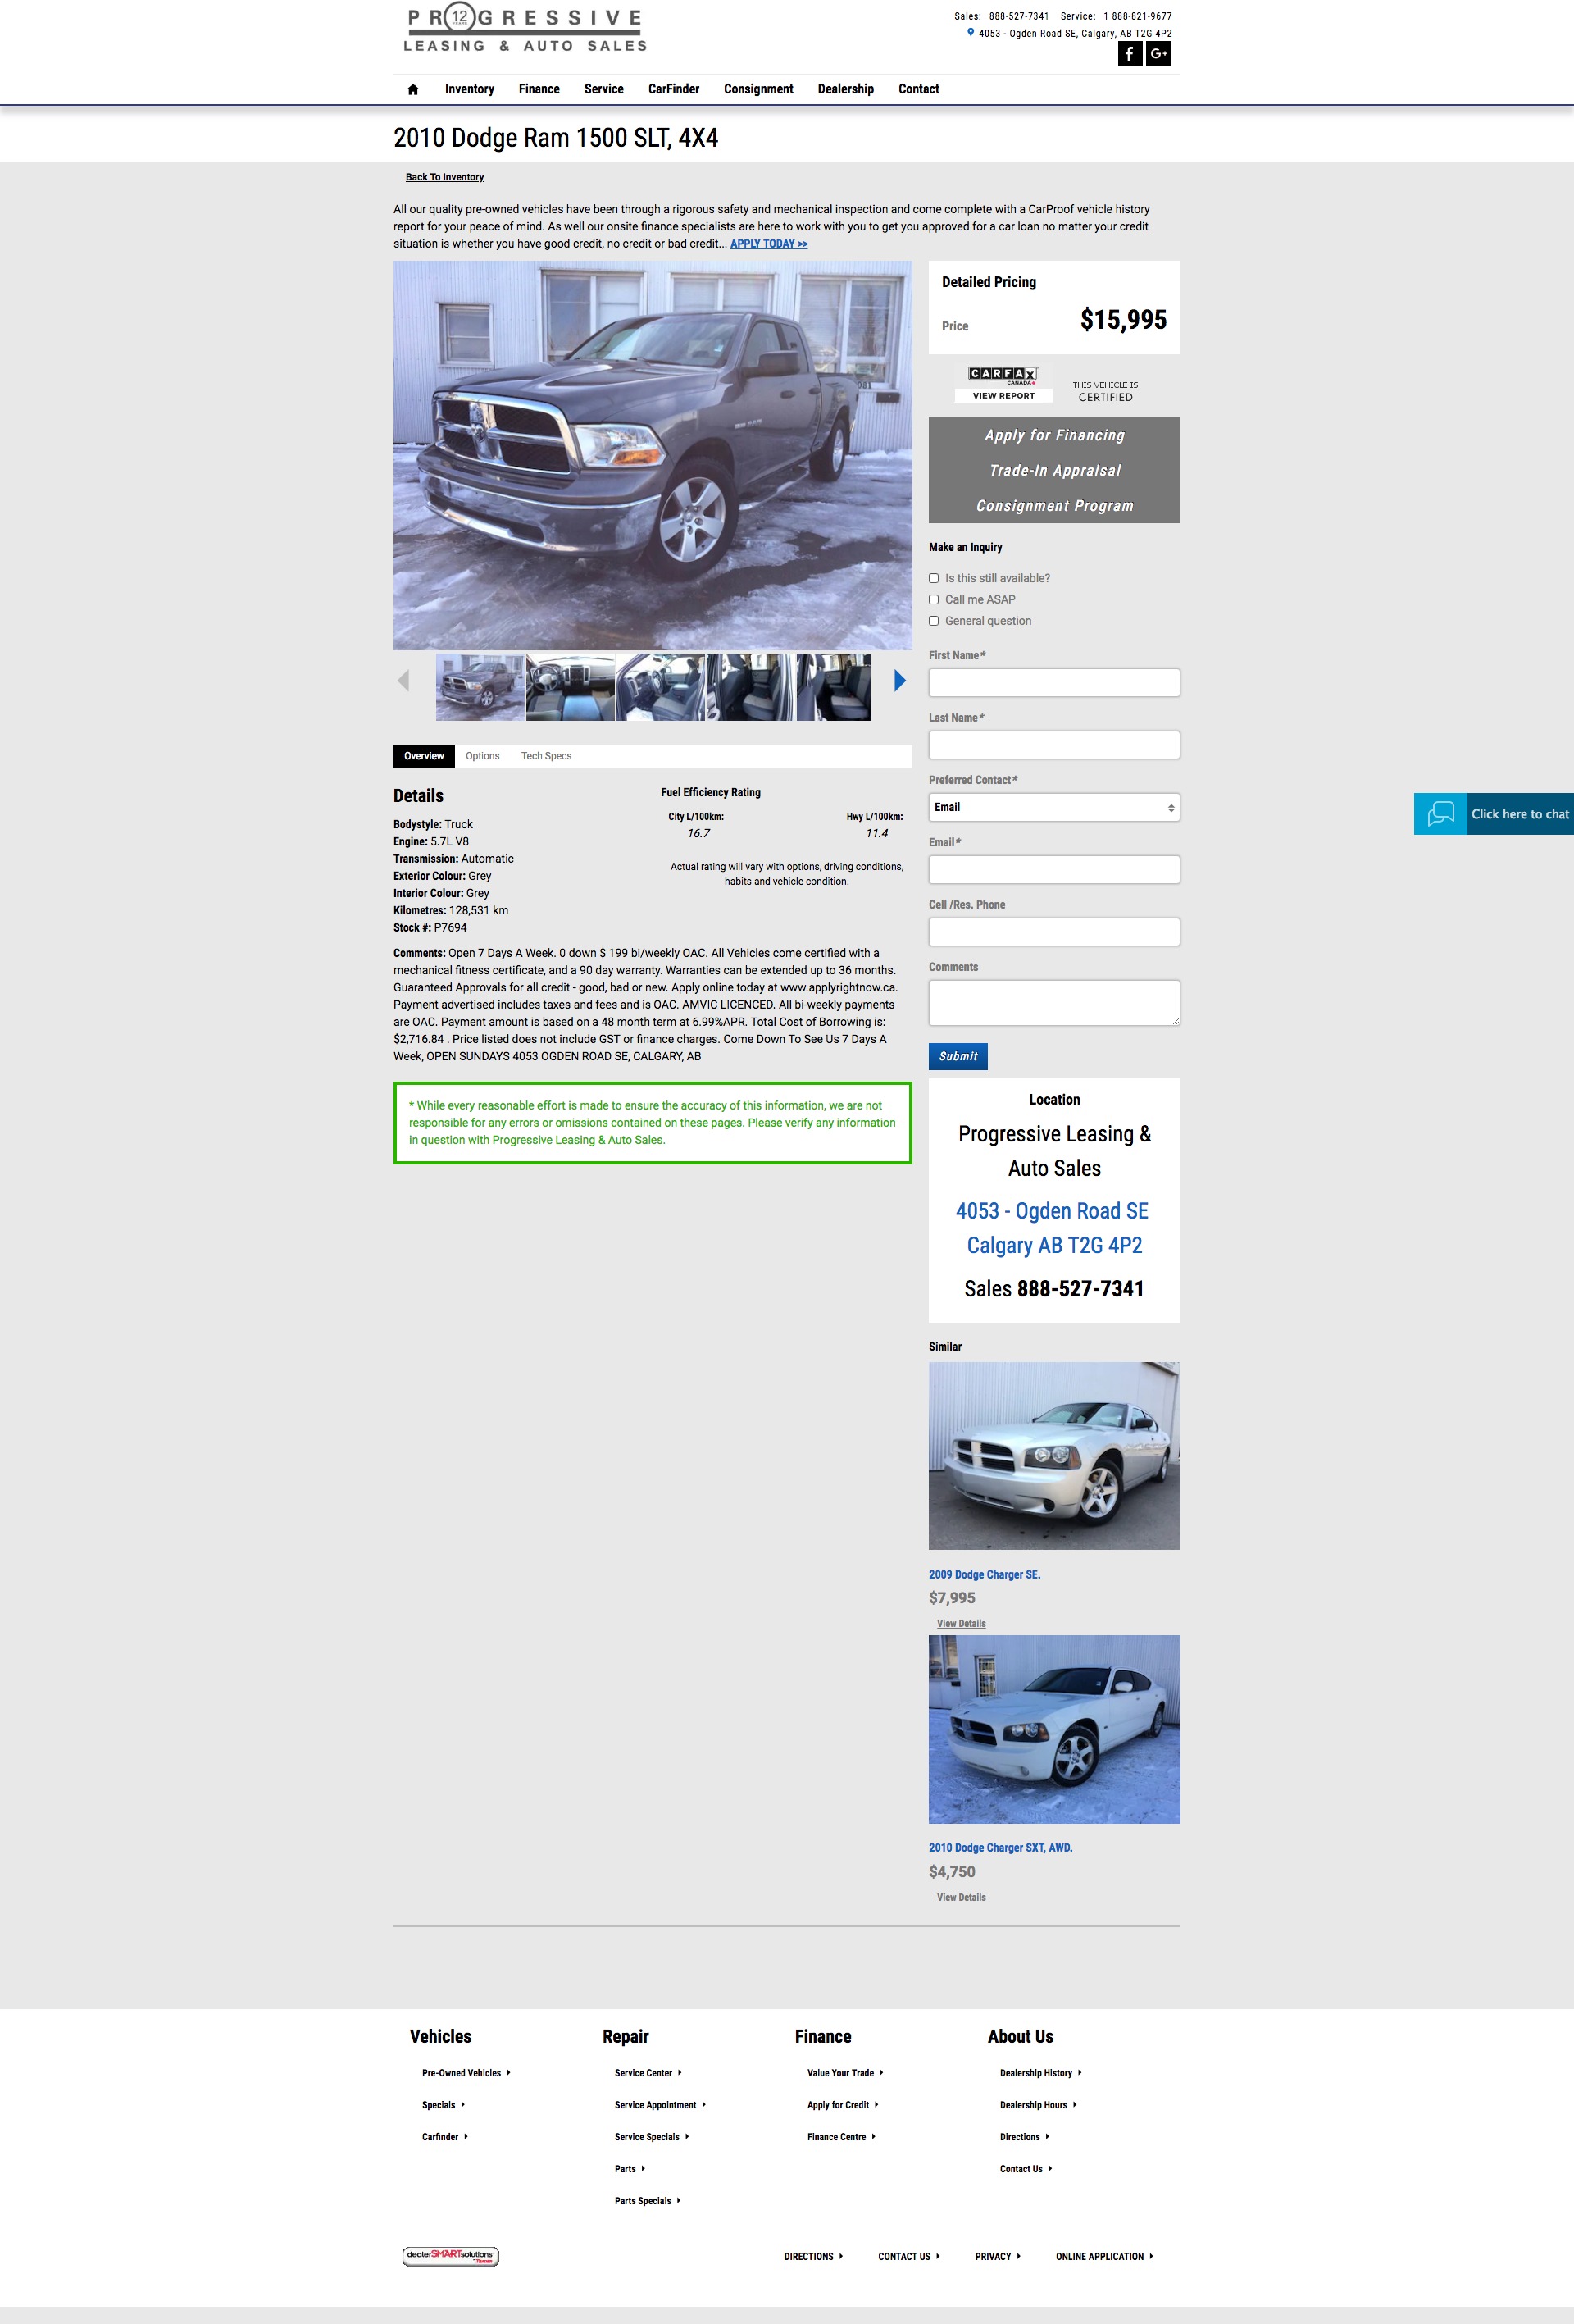 PROGRESSIVE
12
YEARS
LEASING & AUTO SALES
Sales: 888-527-7341 Service: 1 888-821-9677
4053 - Ogden Road SE, Calgary, AB T2G 4P2
f G+
Inventory Finance Service CarFinder Consignment Dealership Contact
2010 Dodge Ram 1500 SLT, 4X4
Back To Inventory
All our quality pre-owned vehicles have been through a rigorous safety and mechanical inspection and come complete with a CarProof vehicle history
report for your peace of mind. As well our onsite finance specialists are here to work with you to get you approved for a car loan no matter your credit
situation is whether you have good credit, no credit or bad credit... APPLY TODAY >>
Detailed Pricing
Price $15,995
CARFAX
CANADA
VIEW REPORT
THIS VEHICLE IS
CERTIFIED
Apply for Financing
Trade-In Appraisal
Consignment Program
Make an Inquiry
Is this still available?
Call me ASAP
General question
First Name*
Last Name*
Preferred Contact*
Email
Email*
Cell /Res. Phone
Comments
Submit
Overview Options Tech Specs
Details
Bodystyle: Truck
Engine: 5.7L V8
Transmission: Automatic
Exterior Colour: Grey
Interior Colour: Grey
Kilometres: 128,531 km
Stock #: P7694
Fuel Efficiency Rating
City L/100km: Hwy L/100km:
16.7 11.4
Actual rating will vary with options, driving conditions,
habits and vehicle condition.
Comments: Open 7 Days A Week. 0 down $ 199 bi/weekly OAC. All Vehicles come certified with a
mechanical fitness certificate, and a 90 day warranty. Warranties can be extended up to 36 months.
Guaranteed Approvals for all credit - good, bad or new. Apply online today at www.applyrightnow.ca.
Payment advertised includes taxes and fees and is OAC. AMVIC LICENCED. All bi-weekly payments
are OAC. Payment amount is based on a 48 month term at 6.99%APR. Total Cost of Borrowing is:
$2,716.84 . Price listed does not include GST or finance charges. Come Down To See Us 7 Days A
Week, OPEN SUNDAYS 4053 OGDEN ROAD SE, CALGARY, AB
* While every reasonable effort is made to ensure the accuracy of this information, we are not
responsible for any errors or omissions contained on these pages. Please verify any information
in question with Progressive Leasing & Auto Sales.
Click here to chat
Location
Progressive Leasing &
Auto Sales
4053 - Ogden Road SE
Calgary AB T2G 4P2
Sales 888-527-7341
Similar
2009 Dodge Charger SE.
$7,995
View Details
2010 Dodge Charger SXT, AWD.
$4,750
View Details
Vehicles
Pre-Owned Vehicles
Specials
Carfinder
Repair
Service Center
Service Appointment
Service Specials
Parts
Parts Specials
Finance
Value Your Trade
Apply for Credit
Finance Centre
About Us
Dealership History
Dealership Hours
Directions
Contact Us
dealerSMARTsolutions
DIRECTIONS CONTACT US PRIVACY ONLINE APPLICATION